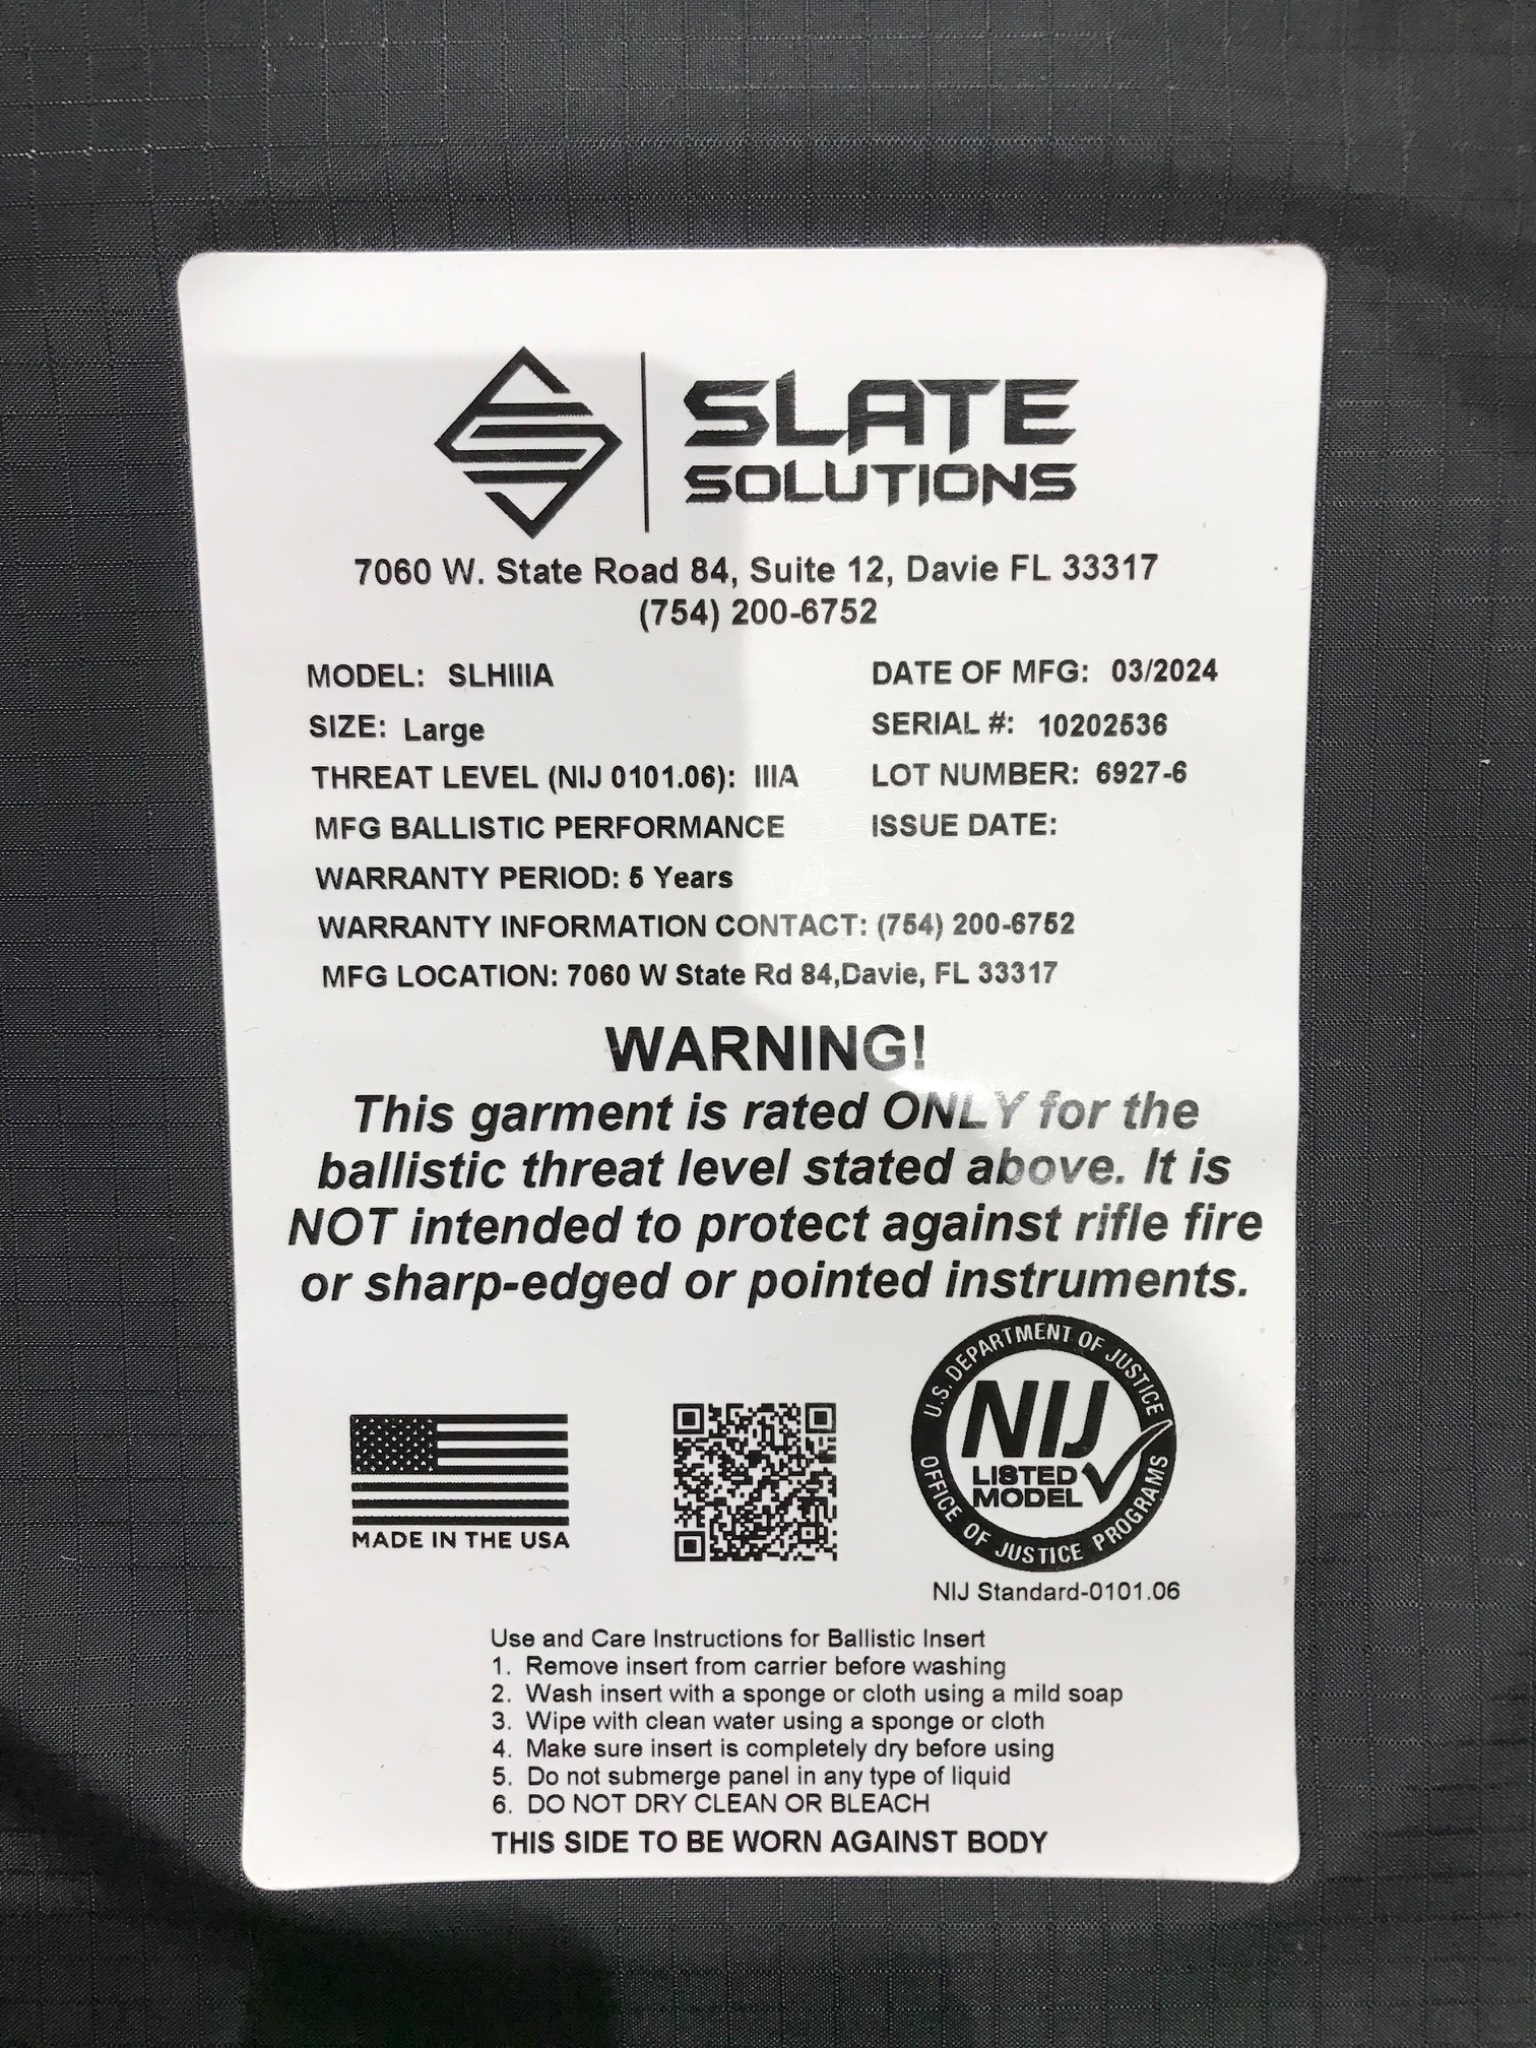 SLATE
SOLUTIONS
7060 W. State Road 84, Suite 12, Davie FL 33317
(754) 200-6752
MODEL: SLHIIIA DATE OF MFG: 03/2024
SIZE: Large SERIAL #: 10202536
THREAT LEVEL (NIJ 0101.06): IIIA LOT NUMBER: 6927-6
MFG BALLISTIC PERFORMANCE ISSUE DATE:
WARRANTY PERIOD: 5 Years
WARRANTY INFORMATION CONTACT: (754) 200-6752
MFG LOCATION: 7060 W State Rd 84,Davie, FL 33317
WARNING!
This garment is rated ONLY for the
ballistic threat level stated above. It is
NOT intended to protect against rifle fire
or sharp-edged or pointed instruments.
MADE IN THE USA
U.S. DEPARTMENT OF JUSTICE
NIJ
LISTED
MODEL
OFFICE OF JUSTICE PROGRAMS
NIJ Standard-0101.06
Use and Care Instructions for Ballistic Insert
1. Remove insert from carrier before washing
2. Wash insert with a sponge or cloth using a mild soap
3. Wipe with clean water using a sponge or cloth
4. Make sure insert is completely dry before using
5. Do not submerge panel in any type of liquid
6. DO NOT DRY CLEAN OR BLEACH
THIS SIDE TO BE WORN AGAINST BODY